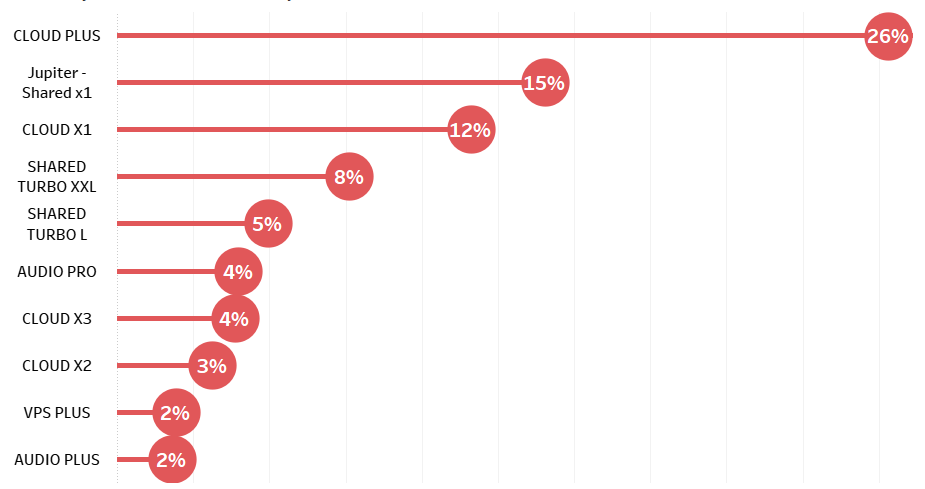 CLOUD PLUS
26%
Jupiter -
Shared x1
15%
CLOUD X1
12%
SHARED
TURBO XXL
8%
SHARED
TURBO L
5%
AUDIO PRO
4%
CLOUD X3
4%
CLOUD X2
3%
VPS PLUS
2%
AUDIO PLUS
2%